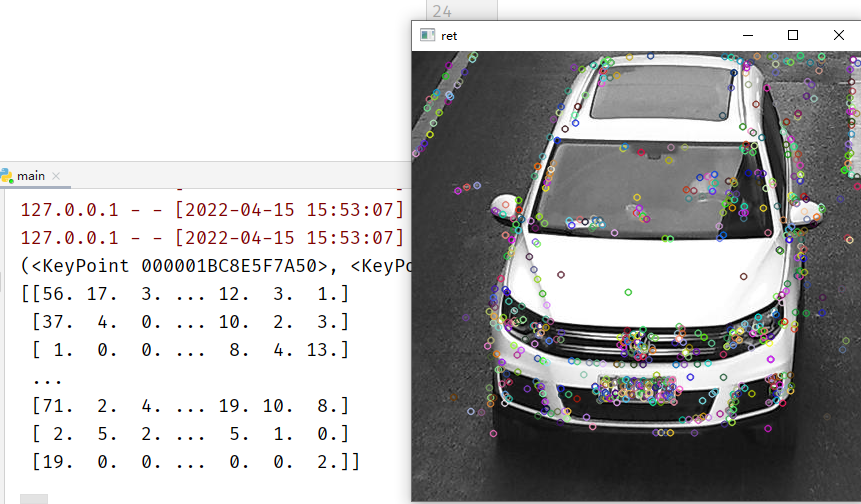 24
ret
main
127.0.0.1 - - [2022-04-15 15:53:07]
127.0.0.1 - - [2022-04-15 15:53:07]
(<KeyPoint 000001BC8E5F7A50>, <KeyPo
[[56. 17. 3. ... 12. 3. 1.]
[37. 4. 0. ... 10. 2. 3.]
[ 1. 0. 0. ... 8. 4. 13.]
...
[71. 2. 4. ... 19. 10. 8.]
[ 2. 5. 2. ... 5. 1. 0.]
[19. 0. 0. ... 0. 0. 2.]]